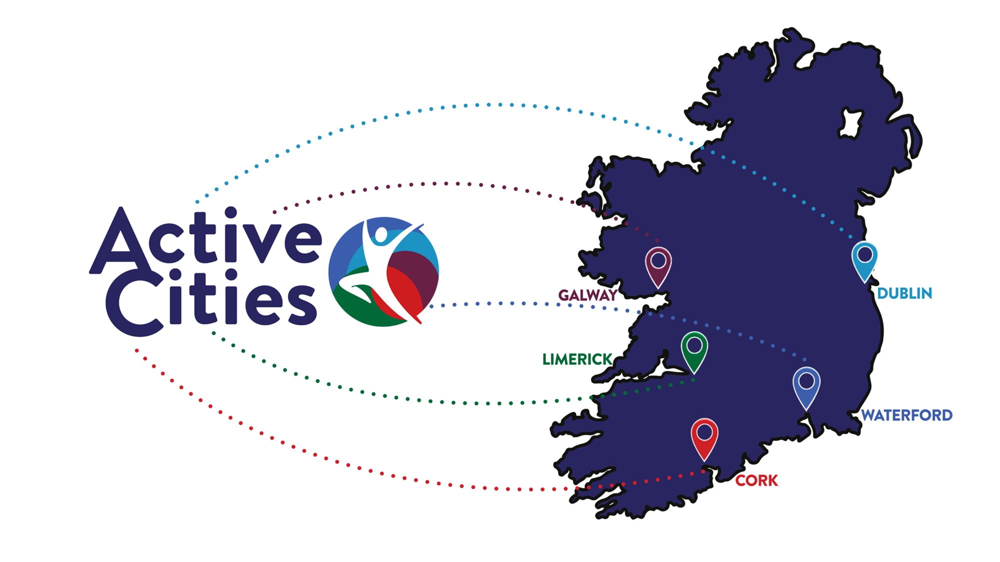 Active
Cities
GALWAY
DUBLIN
LIMERICK
WATERFORD
CORK